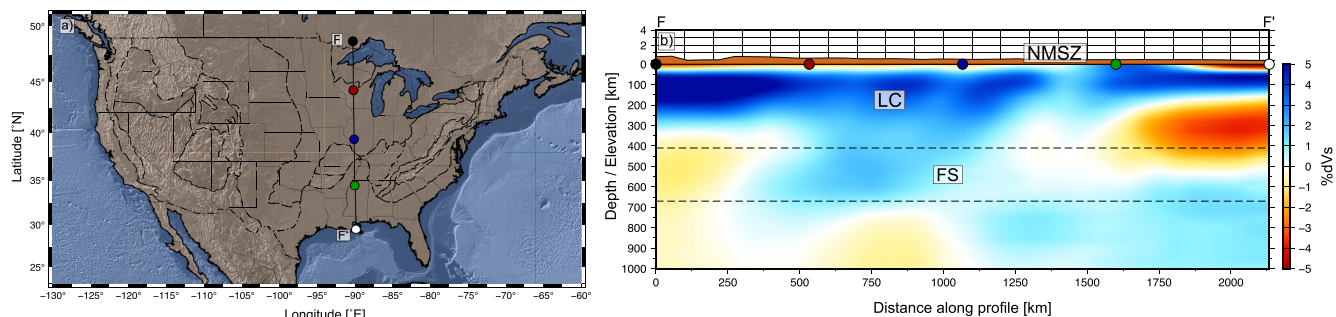 a)
F
F'
50°
45°
40°
35°
30°
25°
Latitude [°N]
−130° −125° −120° −115° −110° −105° −100° −95° −90° −85° −80° −75° −70° −65° −60°
Longitude [°E]
F F'
b)
NMSZ
LC
FS
4
2
0
100
200
300
400
500
600
700
800
900
1000
Depth / Elevation [km]
0 250 500 750 1000 1250 1500 1750 2000
Distance along profile [km]
5
4
3
2
1
0
−1
−2
−3
−4
−5
%dVs